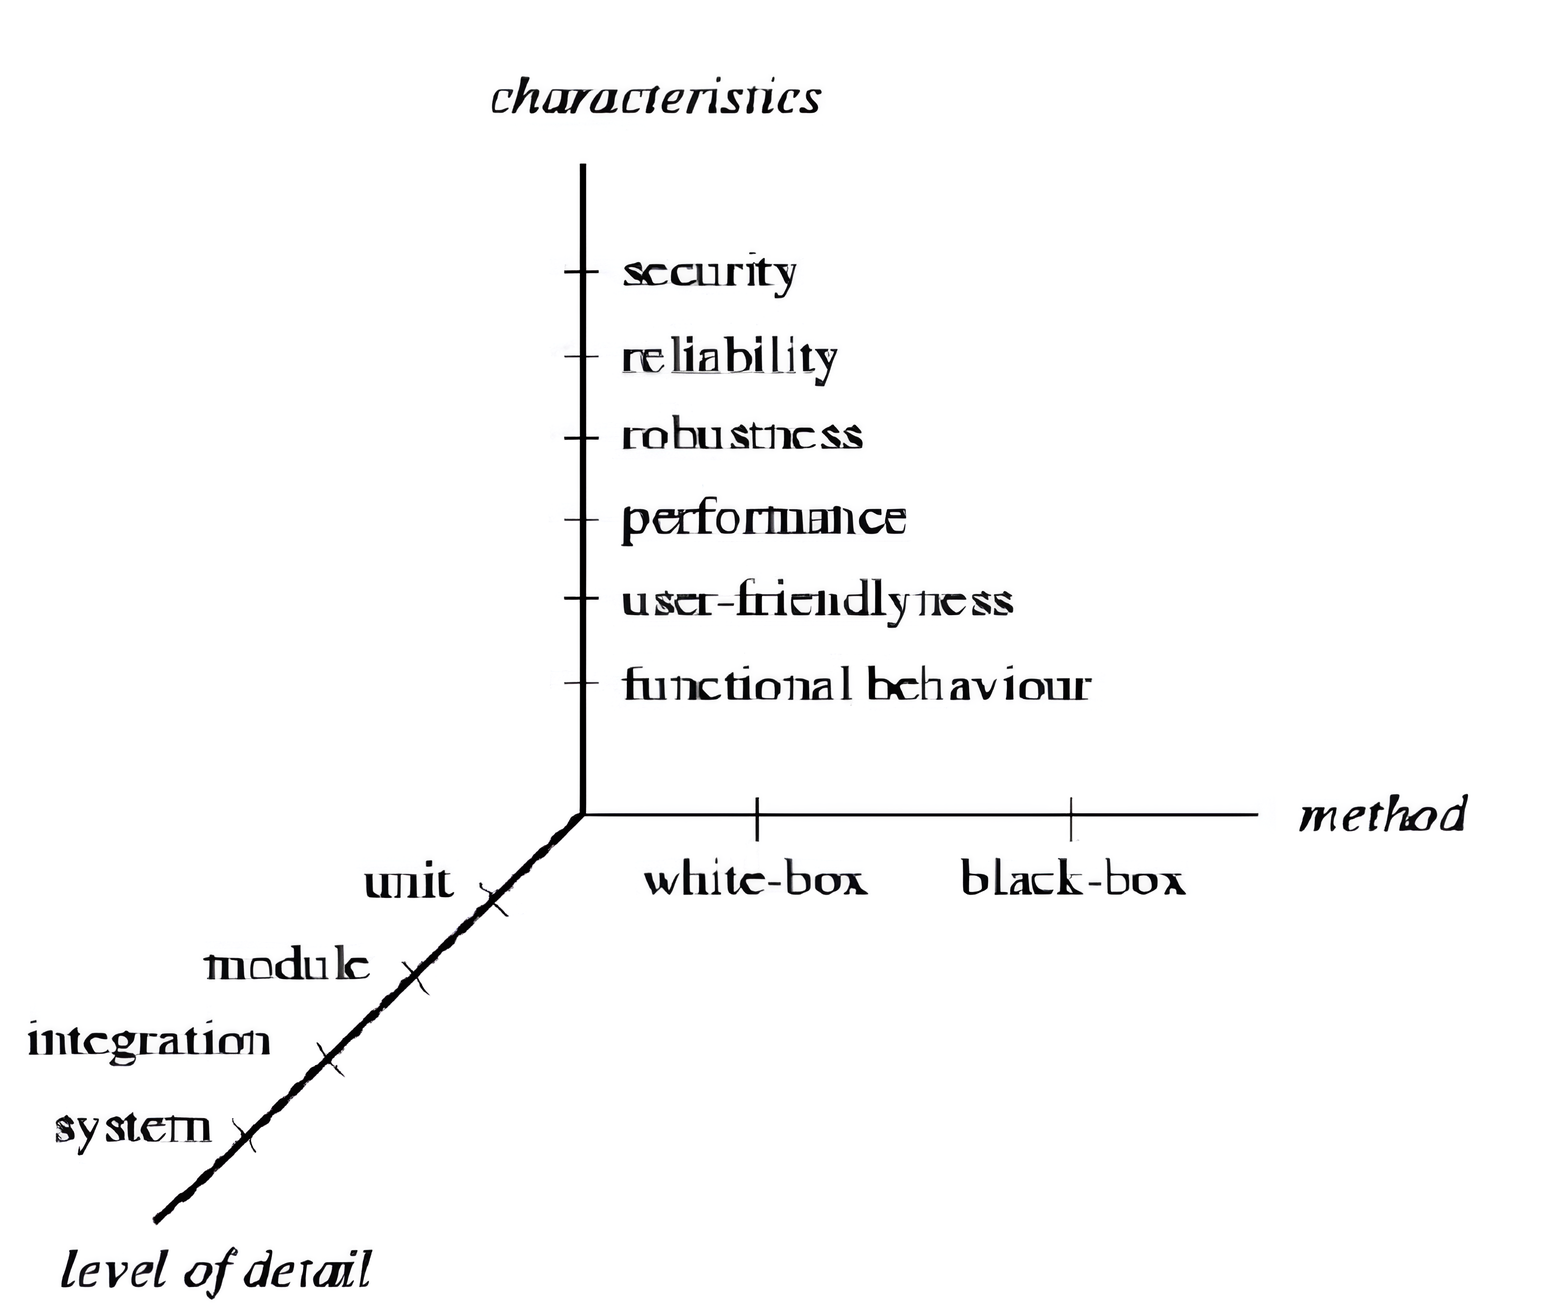 characteristics
security
reliability
robustness
performance
user-friendlyness
functional behaviour
method
white-box
black-box
unit
module
integration
system
level of detail